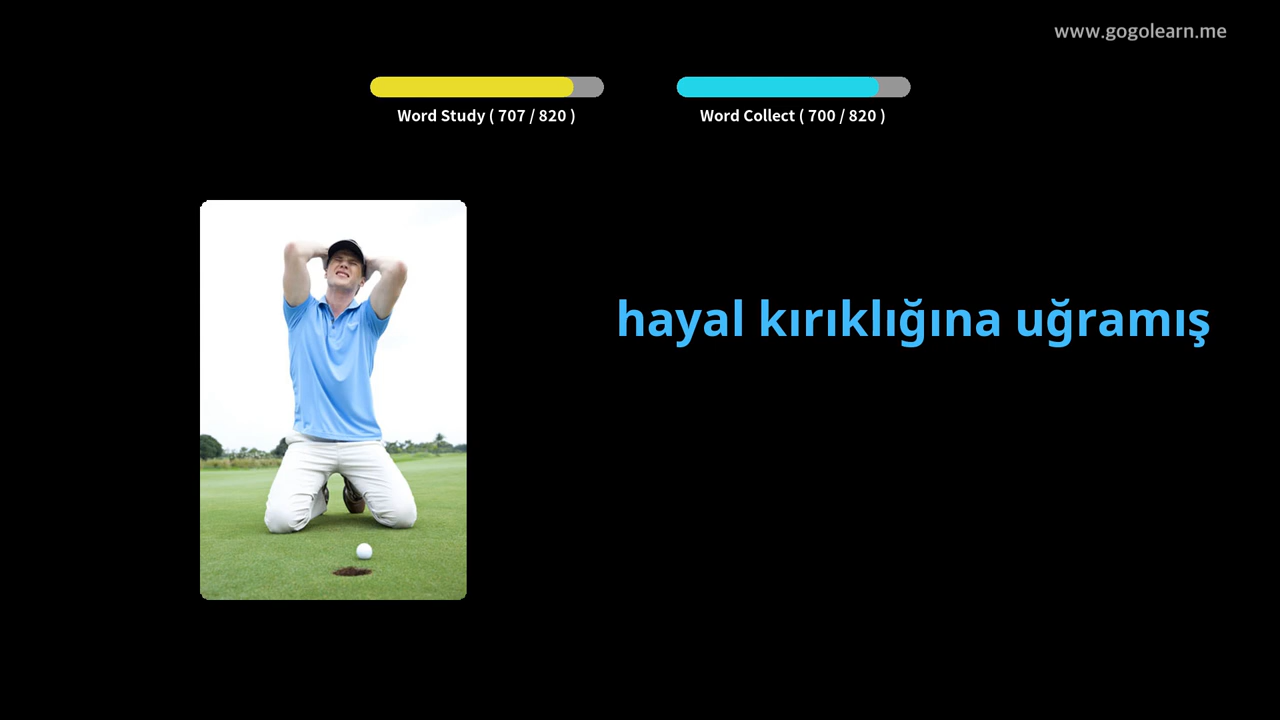 www.gogolearn.me
Word Study ( 707 / 820 )
Word Collect ( 700 / 820 )
hayal kırıklığına uğramış